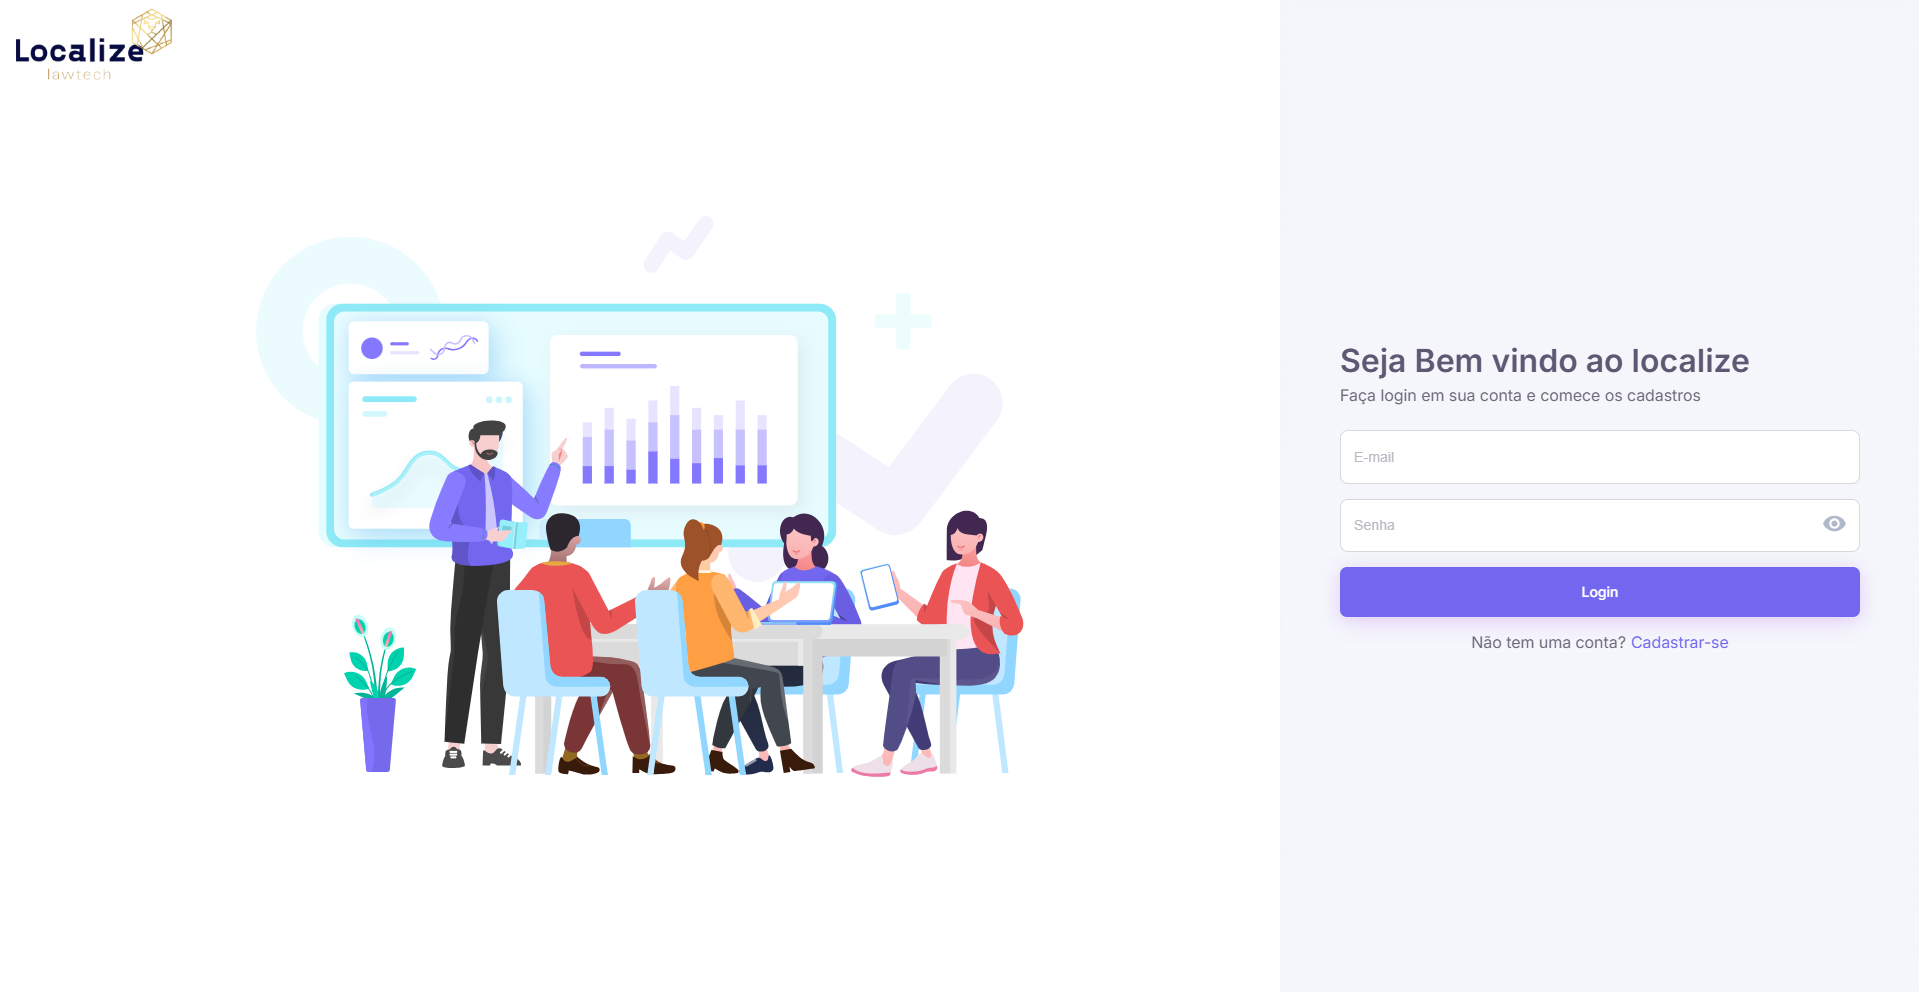 Localize
lawtech
Seja Bem vindo ao localize
Faça login em sua conta e comece os cadastros
E-mail
Senha
Login
Não tem uma conta? Cadastrar-se